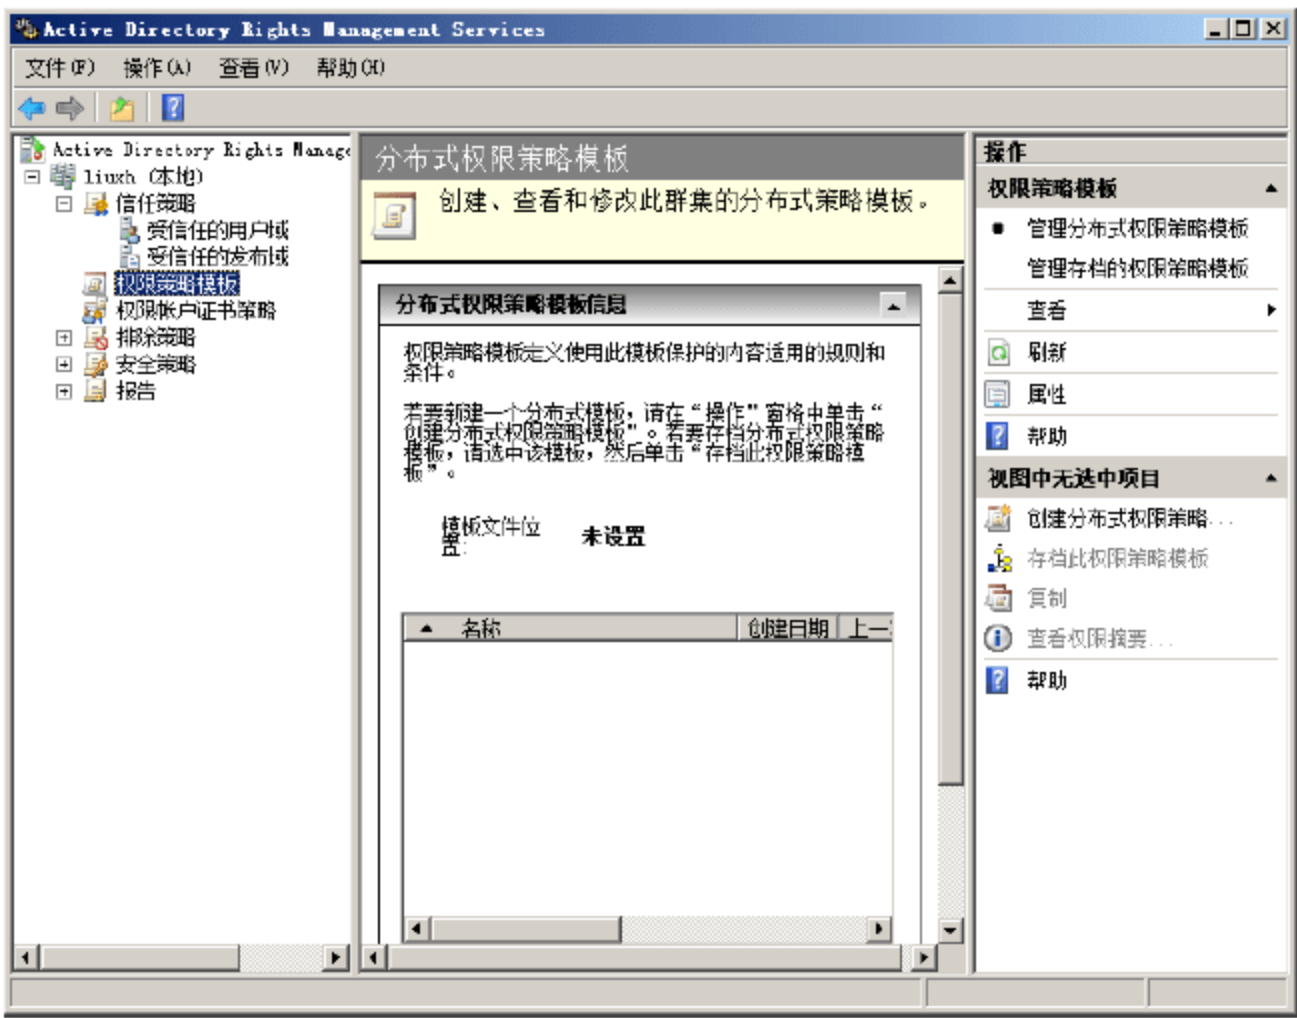 Active Directory Rights Management Services
文件(F) 操作(A) 查看(V) 帮助(H)
Active Directory Rights Manage
liuxh (本地)
信任策略
受信任的用户域
受信任的发布域
权限策略模板
权限帐户证书策略
排除策略
安全策略
报告
分布式权限策略模板
创建、查看和修改此群集的分布式策略模板。
分布式权限策略模板信息
权限策略模板定义使用此模板保护的内容适用的规则和
条件。
若要新建一个分布式模板，请在“操作”窗格中单击“
创建分布式权限策略模板”。若要存档分布式权限策略
模板，请选中该模板，然后单击“存档此权限策略模
板”。
模板文件位
置:
未设置
名称 创建日期 上一
操作
权限策略模板
管理分布式权限策略模板
管理存档的权限策略模板
查看
刷新
属性
帮助
视图中无选中项目
创建分布式权限策略...
存档此权限策略模板
复制
查看权限摘要...
帮助